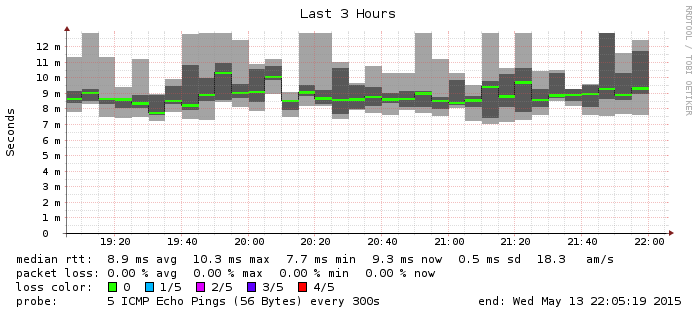 Last 3 Hours
RRDTOOL / TOBI OETIKER
Seconds
12 m
11 m
10 m
9 m
8 m
7 m
6 m
5 m
4 m
3 m
2 m
1 m
0
19:20 19:40 20:00 20:20 20:40 21:00 21:20 21:40 22:00
median rtt: 8.9 ms avg 10.3 ms max 7.7 ms min 9.3 ms now 0.5 ms sd 18.3 am/s
packet loss: 0.00 % avg 0.00 % max 0.00 % min 0.00 % now
loss color: 0 1/5 2/5 3/5 4/5
probe: 5 ICMP Echo Pings (56 Bytes) every 300s end: Wed May 13 22:05:19 2015